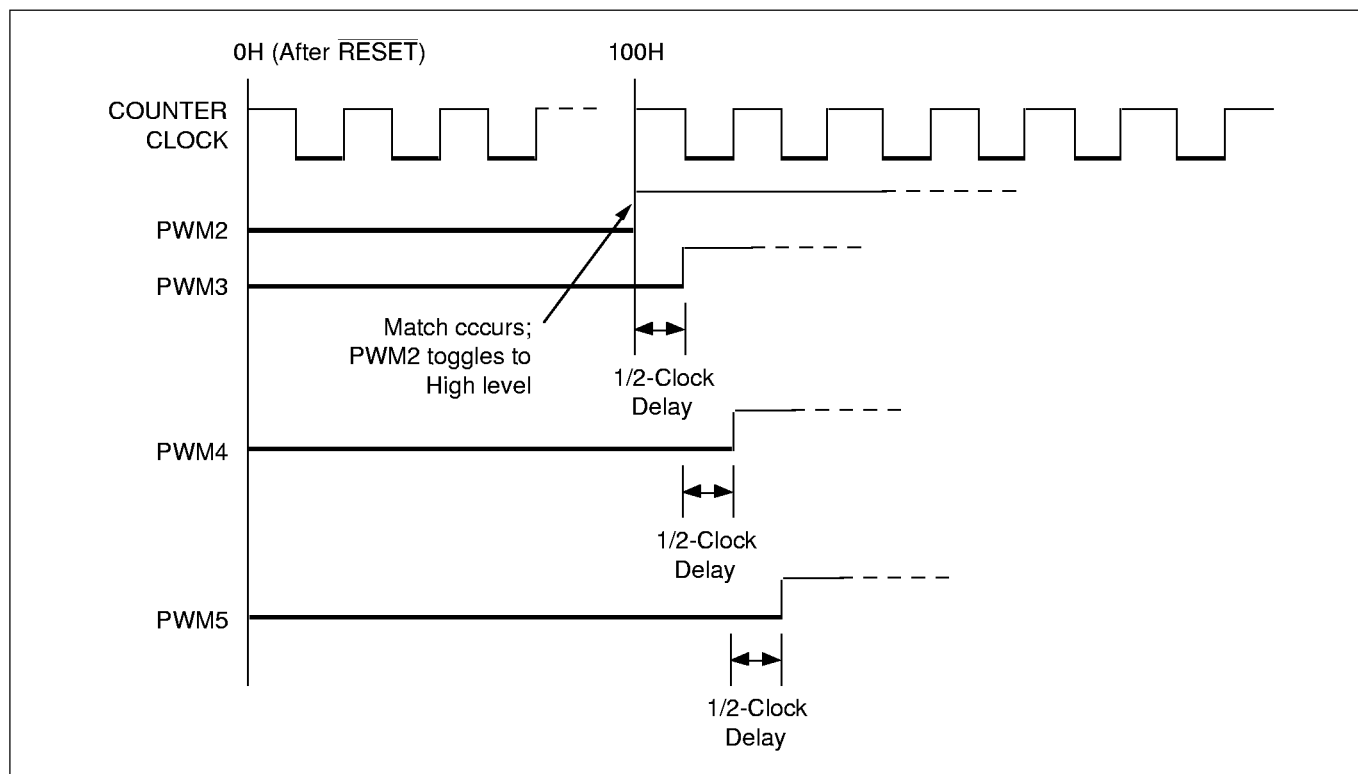 0H (After RESET)
100H
COUNTER
CLOCK
PWM2
PWM3
Match cccurs;
PWM2 toggles to
High level
1/2-Clock
Delay
PWM4
1/2-Clock
Delay
PWM5
1/2-Clock
Delay